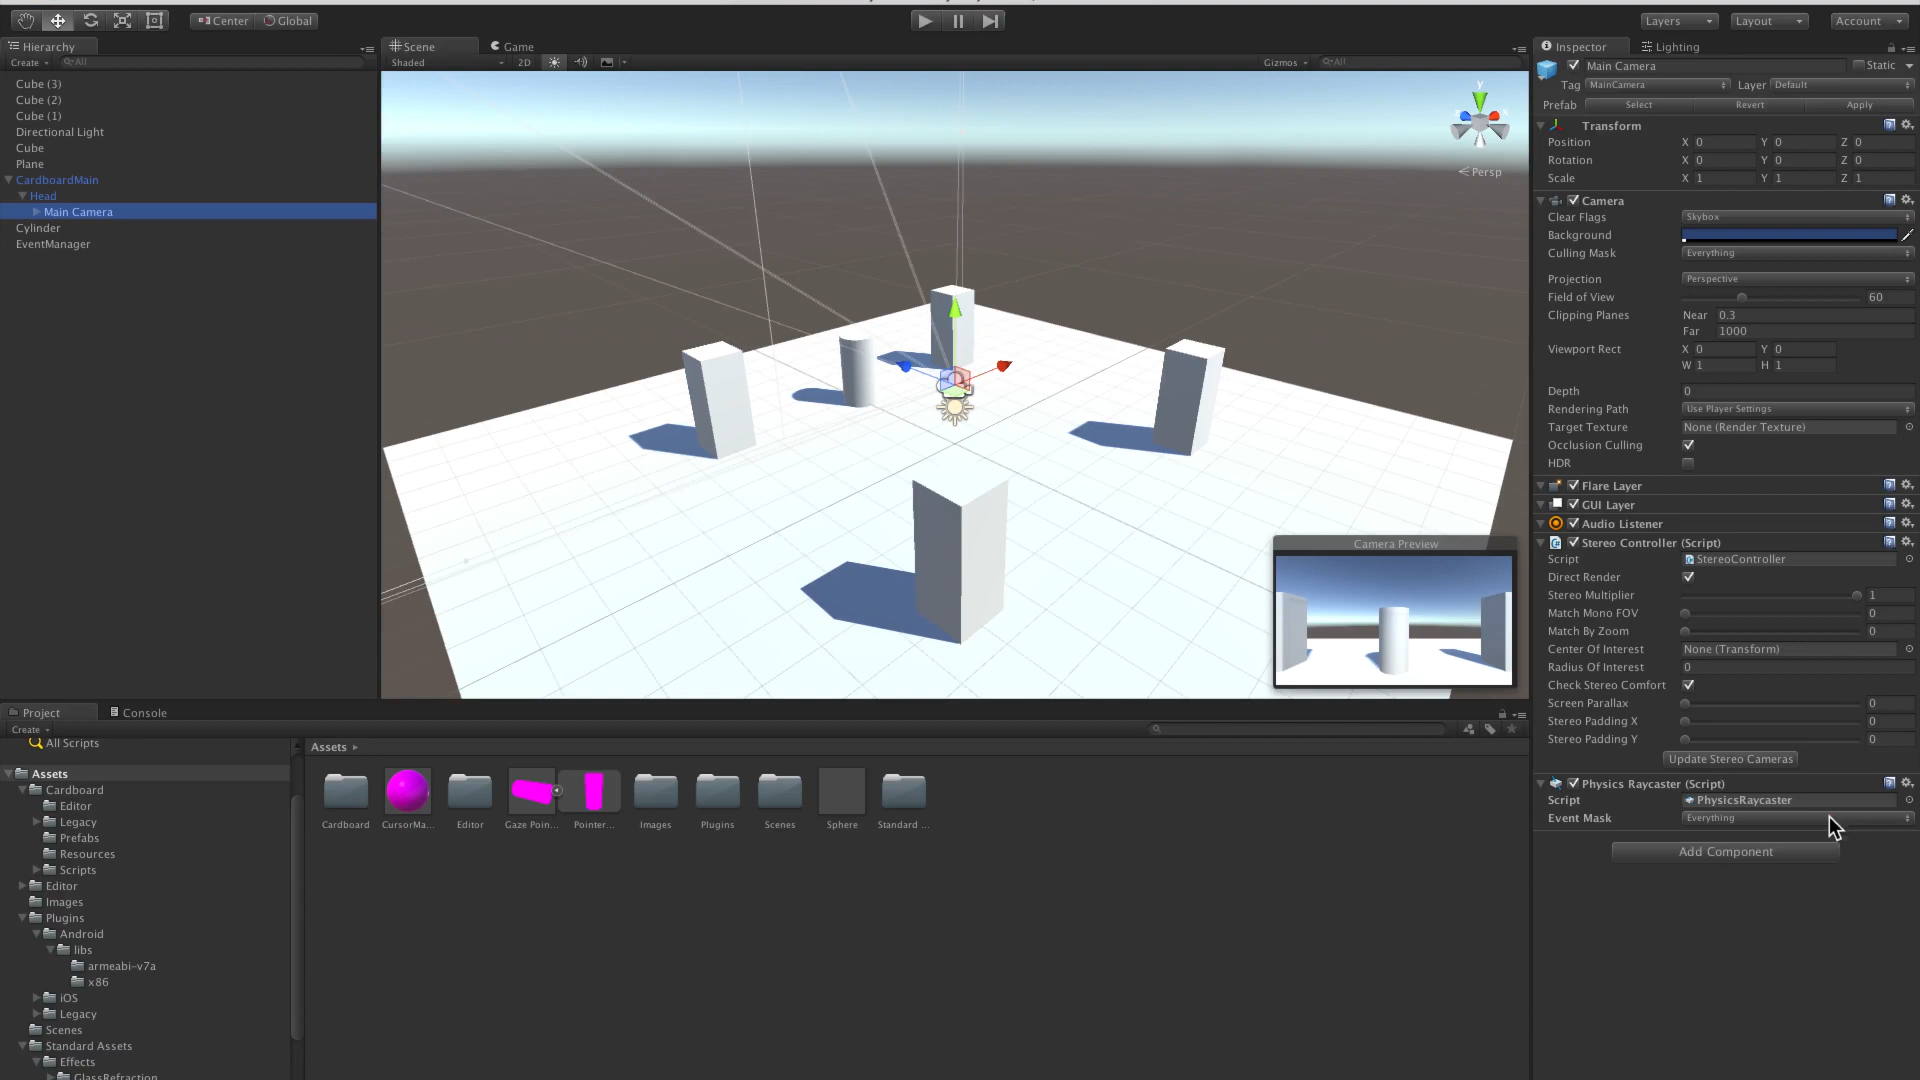 Center Global
Layers Layout Account
Hierarchy
Create All
Cube (3)
Cube (2)
Cube (1)
Directional Light
Cube
Plane
CardboardMain
Head
Main Camera
Cylinder
EventManager
Scene Game
Shaded 2D Gizmos All
y
Persp
Camera Preview
Inspector Lighting
Main Camera Static
Tag MainCamera Layer Default
Prefab Select Revert Apply
Transform
Position X 0 Y 0 Z 0
Rotation X 0 Y 0 Z 0
Scale X 1 Y 1 Z 1
Camera
Clear Flags Skybox
Background
Culling Mask Everything
Projection Perspective
Field of View 60
Clipping Planes Near 0.3
Far 1000
Viewport Rect X 0 Y 0
W 1 H 1
Depth 0
Rendering Path Use Player Settings
Target Texture None (Render Texture)
Occlusion Culling
HDR
Flare Layer
GUI Layer
Audio Listener
Stereo Controller (Script)
Script StereoController
Direct Render
Stereo Multiplier 1
Match Mono FOV 0
Match By Zoom 0
Center Of Interest None (Transform)
Radius Of Interest 0
Check Stereo Comfort
Screen Parallax 0
Stereo Padding X 0
Stereo Padding Y 0
Update Stereo Cameras
Physics Raycaster (Script)
Script PhysicsRaycaster
Event Mask Everything
Add Component
Project Console
Create
All Scripts
Assets
Cardboard
Editor
Legacy
Prefabs
Resources
Scripts
Editor
Images
Plugins
Android
libs
armeabi-v7a
x86
iOS
Legacy
Scenes
Standard Assets
Effects
GlassRefraction
Assets
Cardboard CursorMa... Editor Gaze Poin... Pointer... Images Plugins Scenes Sphere Standard ...